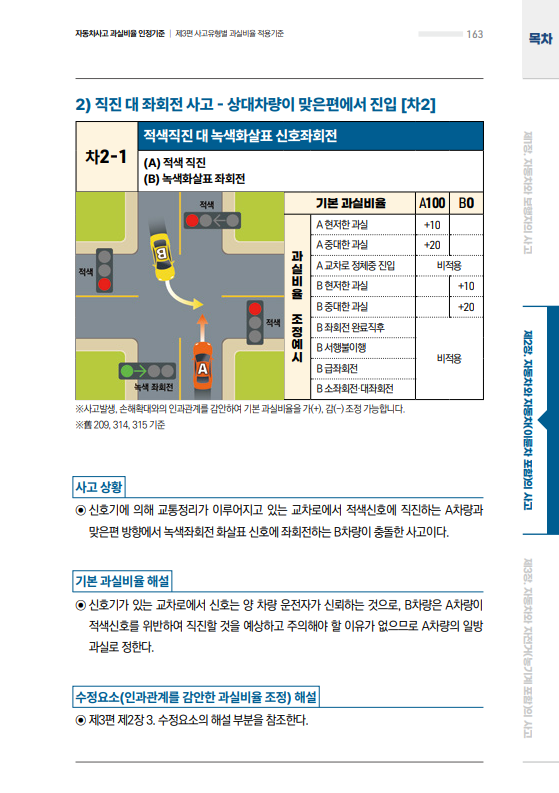 자동차사고 과실비율 인정기준 | 제3편 사고유형별 과실비율 적용기준
163
목차
2) 직진 대 좌회전 사고 - 상대차량이 맞은편에서 진입 [차2]
차2-1
적색직진 대 녹색화살표 신호좌회전
(A) 적색 직진
(B) 녹색화살표 좌회전
적색
B
적색
적색
A
녹색 좌회전
기본 과실비율 A100 B0
과실비율 조정예시
A 현저한 과실 +10
A 중대한 과실 +20
A 교차로 정체중 진입 비적용
B 현저한 과실 +10
B 중대한 과실 +20
B 좌회전 완료직후
B 서행불이행
B 급좌회전
B 소좌회전·대좌회전
비적용
※사고발생, 손해확대와의 인과관계를 감안하여 기본 과실비율을 가(+), 감(-) 조정 가능합니다.
※舊 209, 314, 315 기준
사고 상황
◉ 신호기에 의해 교통정리가 이루어지고 있는 교차로에서 적색신호에 직진하는 A차량과
맞은편 방향에서 녹색좌회전 화살표 신호에 좌회전하는 B차량이 충돌한 사고이다.
기본 과실비율 해설
◉ 신호기가 있는 교차로에서 신호는 양 차량 운전자가 신뢰하는 것으로, B차량은 A차량이
적색신호를 위반하여 직진할 것을 예상하고 주의해야 할 이유가 없으므로 A차량의 일방
과실로 정한다.
수정요소(인과관계를 감안한 과실비율 조정) 해설
◉ 제3편 제2장 3. 수정요소의 해설 부분을 참조한다.
제1장. 자동차와 보행자의 사고
제2장. 자동차와 자동차(이륜차 포함)의 사고
제3장. 자동차와 자전거(농기계 포함)의 사고